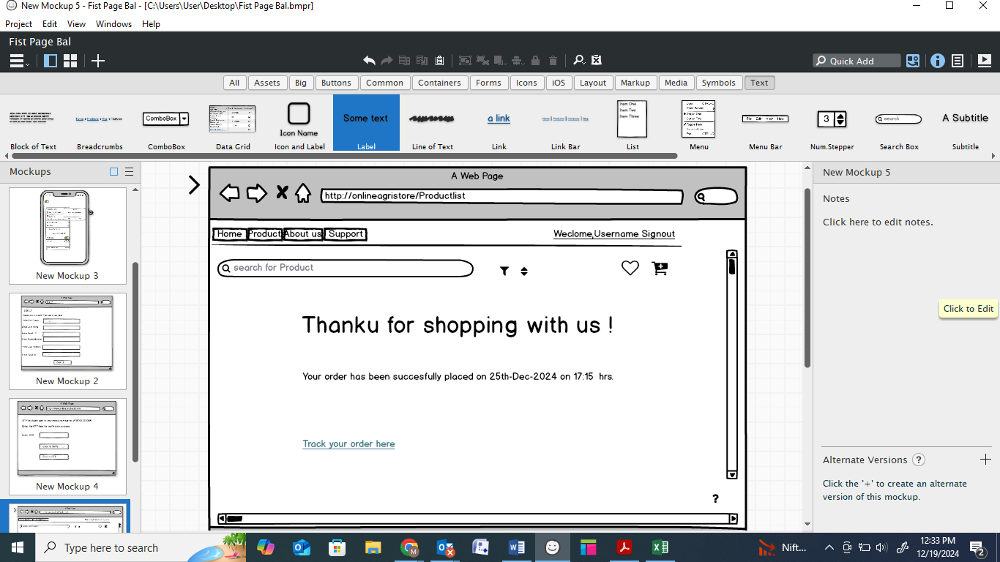 New Mockup 5 - Fist Page Bal - [C:\Users\User\Desktop\Fist Page Bal.bmpr]
Project Edit View Windows Help
Fist Page Bal
Quick Add
All Assets Big Buttons Common Containers Forms Icons iOS Layout Markup Media Symbols Text
ComboBox
Some text
a link
Item One
Item Two
Item Three
File Edit View Help
3
search
A Subtitle
Icon Name
Block of Text Breadcrumbs ComboBox Data Grid Icon and Label Label Line of Text Link Link Bar List Menu Menu Bar Num.Stepper Search Box Subtitle
Mockups
New Mockup 3
New Mockup 2
New Mockup 4
A Web Page
http://onlineagristore/Productlist
Home Product About us Support
Weclome,Username Signout
search for Product
Thanku for shopping with us !
Your order has been succesfully placed on 25th-Dec-2024 on 17:15 hrs.
Track your order here
?
New Mockup 5
Notes
Click here to edit notes.
Click to Edit
Alternate Versions ?
Click the '+' to create an alternate
version of this mockup.
Type here to search
Nift...
12:33 PM
12/19/2024
2